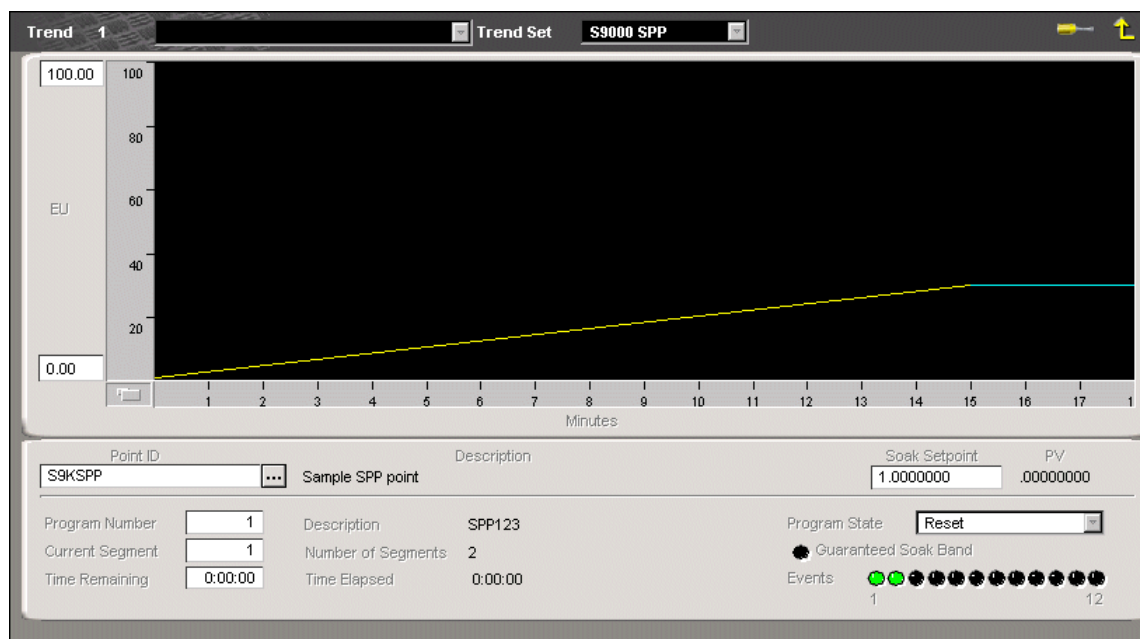 Trend 1 Trend Set S9000 SPP
100.00 100
80
EU 60
40
20
0.00
1 2 3 4 5 6 7 8 9 10 11 12 13 14 15 16 17 1
Minutes
Point ID Description Soak Setpoint PV
S9KSPP ... Sample SPP point 1.0000000 .00000000
Program Number 1 Description SPP123 Program State Reset
Current Segment 1 Number of Segments 2 Guaranteed Soak Band
Time Remaining 0:00:00 Time Elapsed 0:00:00 Events
1 12